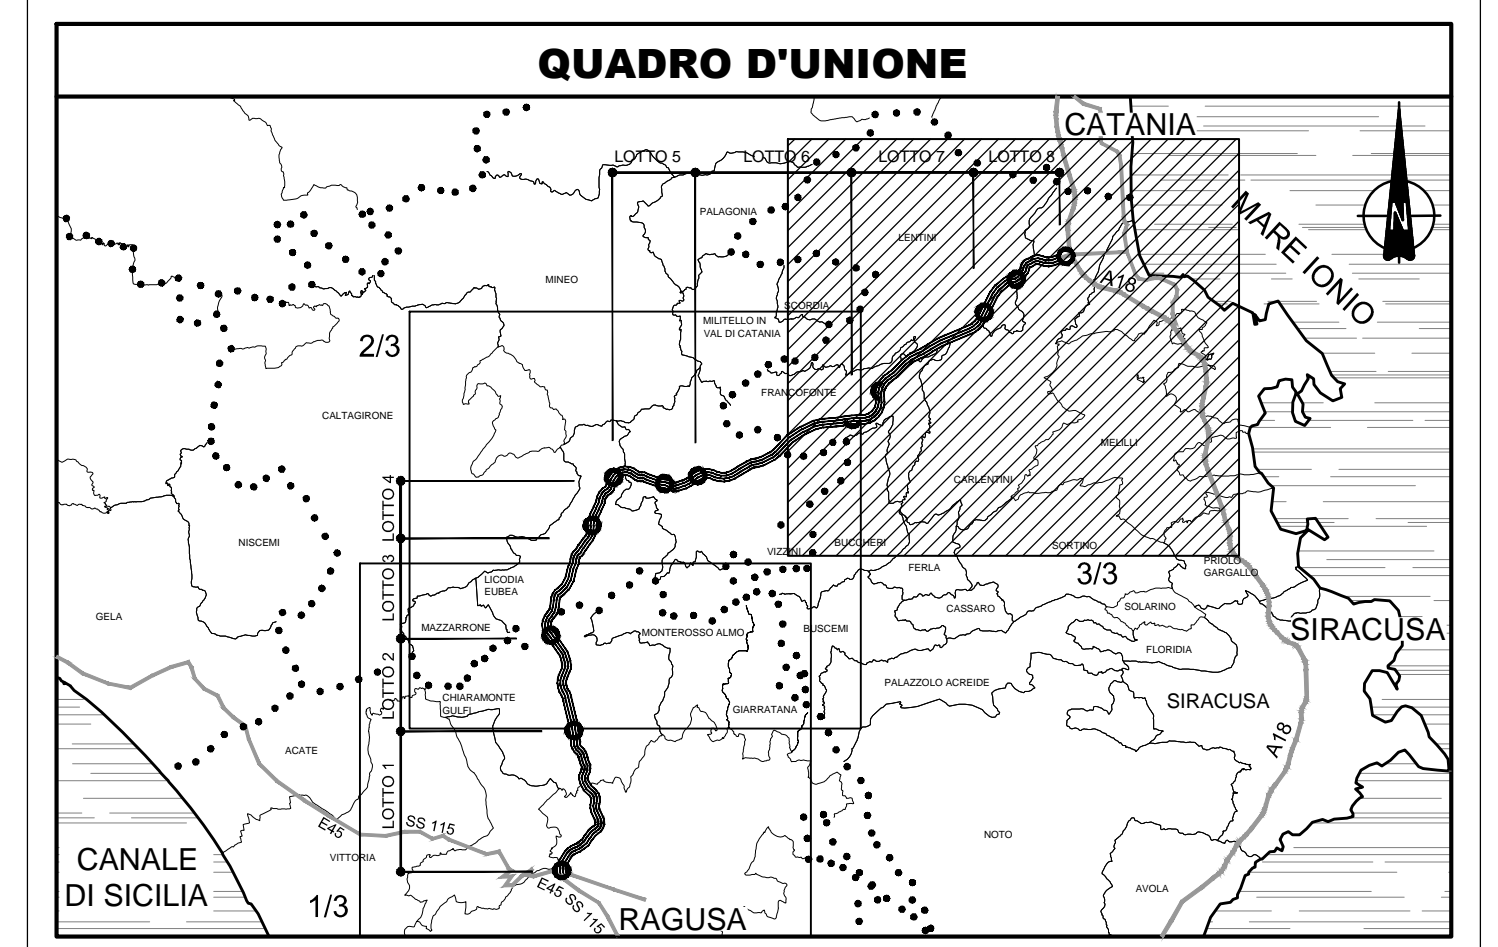 QUADRO D'UNIONE
CATANIA
LOTTO 5
LOTTO 6
LOTTO 7
LOTTO 8
PALAGONIA
LENTINI
N
MARE IONIO
MINEO
A18
SCORDIA
MILITELLO IN
VAL DI CATANIA
2/3
FRANCOFONTE
CALTAGIRONE
MELILLI
CARLENTINI
LOTTO 4
NISCEMI
VIZZINI
BUCCHERI
SORTINO
PRIOLO
GARGALLO
FERLA
3/3
LICODIA
EUBEA
LOTTO 3
CASSARO
SOLARINO
GELA
MAZZARRONE
MONTEROSSO ALMO
BUSCEMI
SIRACUSA
FLORIDIA
LOTTO 2
PALAZZOLO ACREIDE
CHIARAMONTE
GULFI
GIARRATANA
SIRACUSA
A18
ACATE
LOTTO 1
E45
SS 115
NOTO
VITTORIA
CANALE
DI SICILIA
AVOLA
E45 SS 115
1/3
RAGUSA